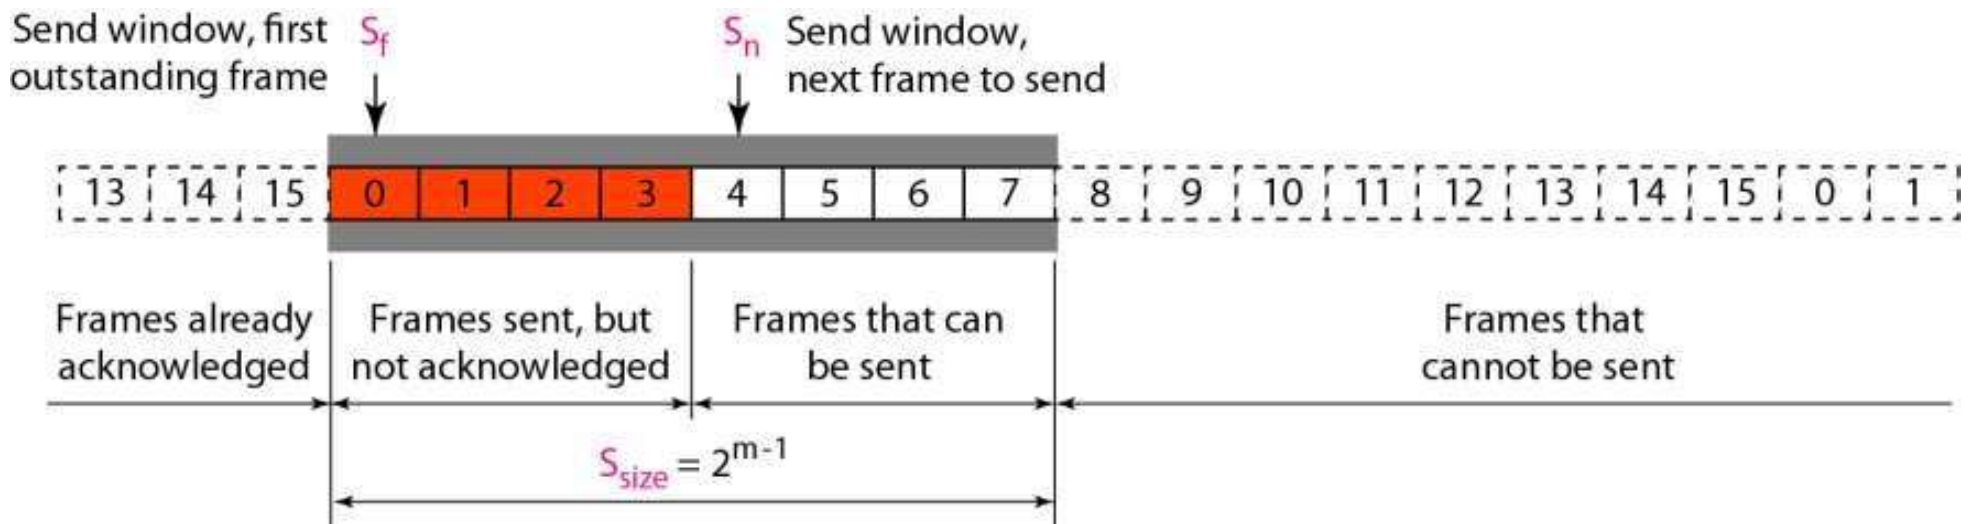 Send window, first
outstanding frame
Sf
Sn
Send window,
next frame to send
13 14 15 0 1 2 3 4 5 6 7 8 9 10 11 12 13 14 15 0 1
Frames already
acknowledged
Frames sent, but
not acknowledged
Frames that can
be sent
Frames that
cannot be sent
Ssize = 2^m-1